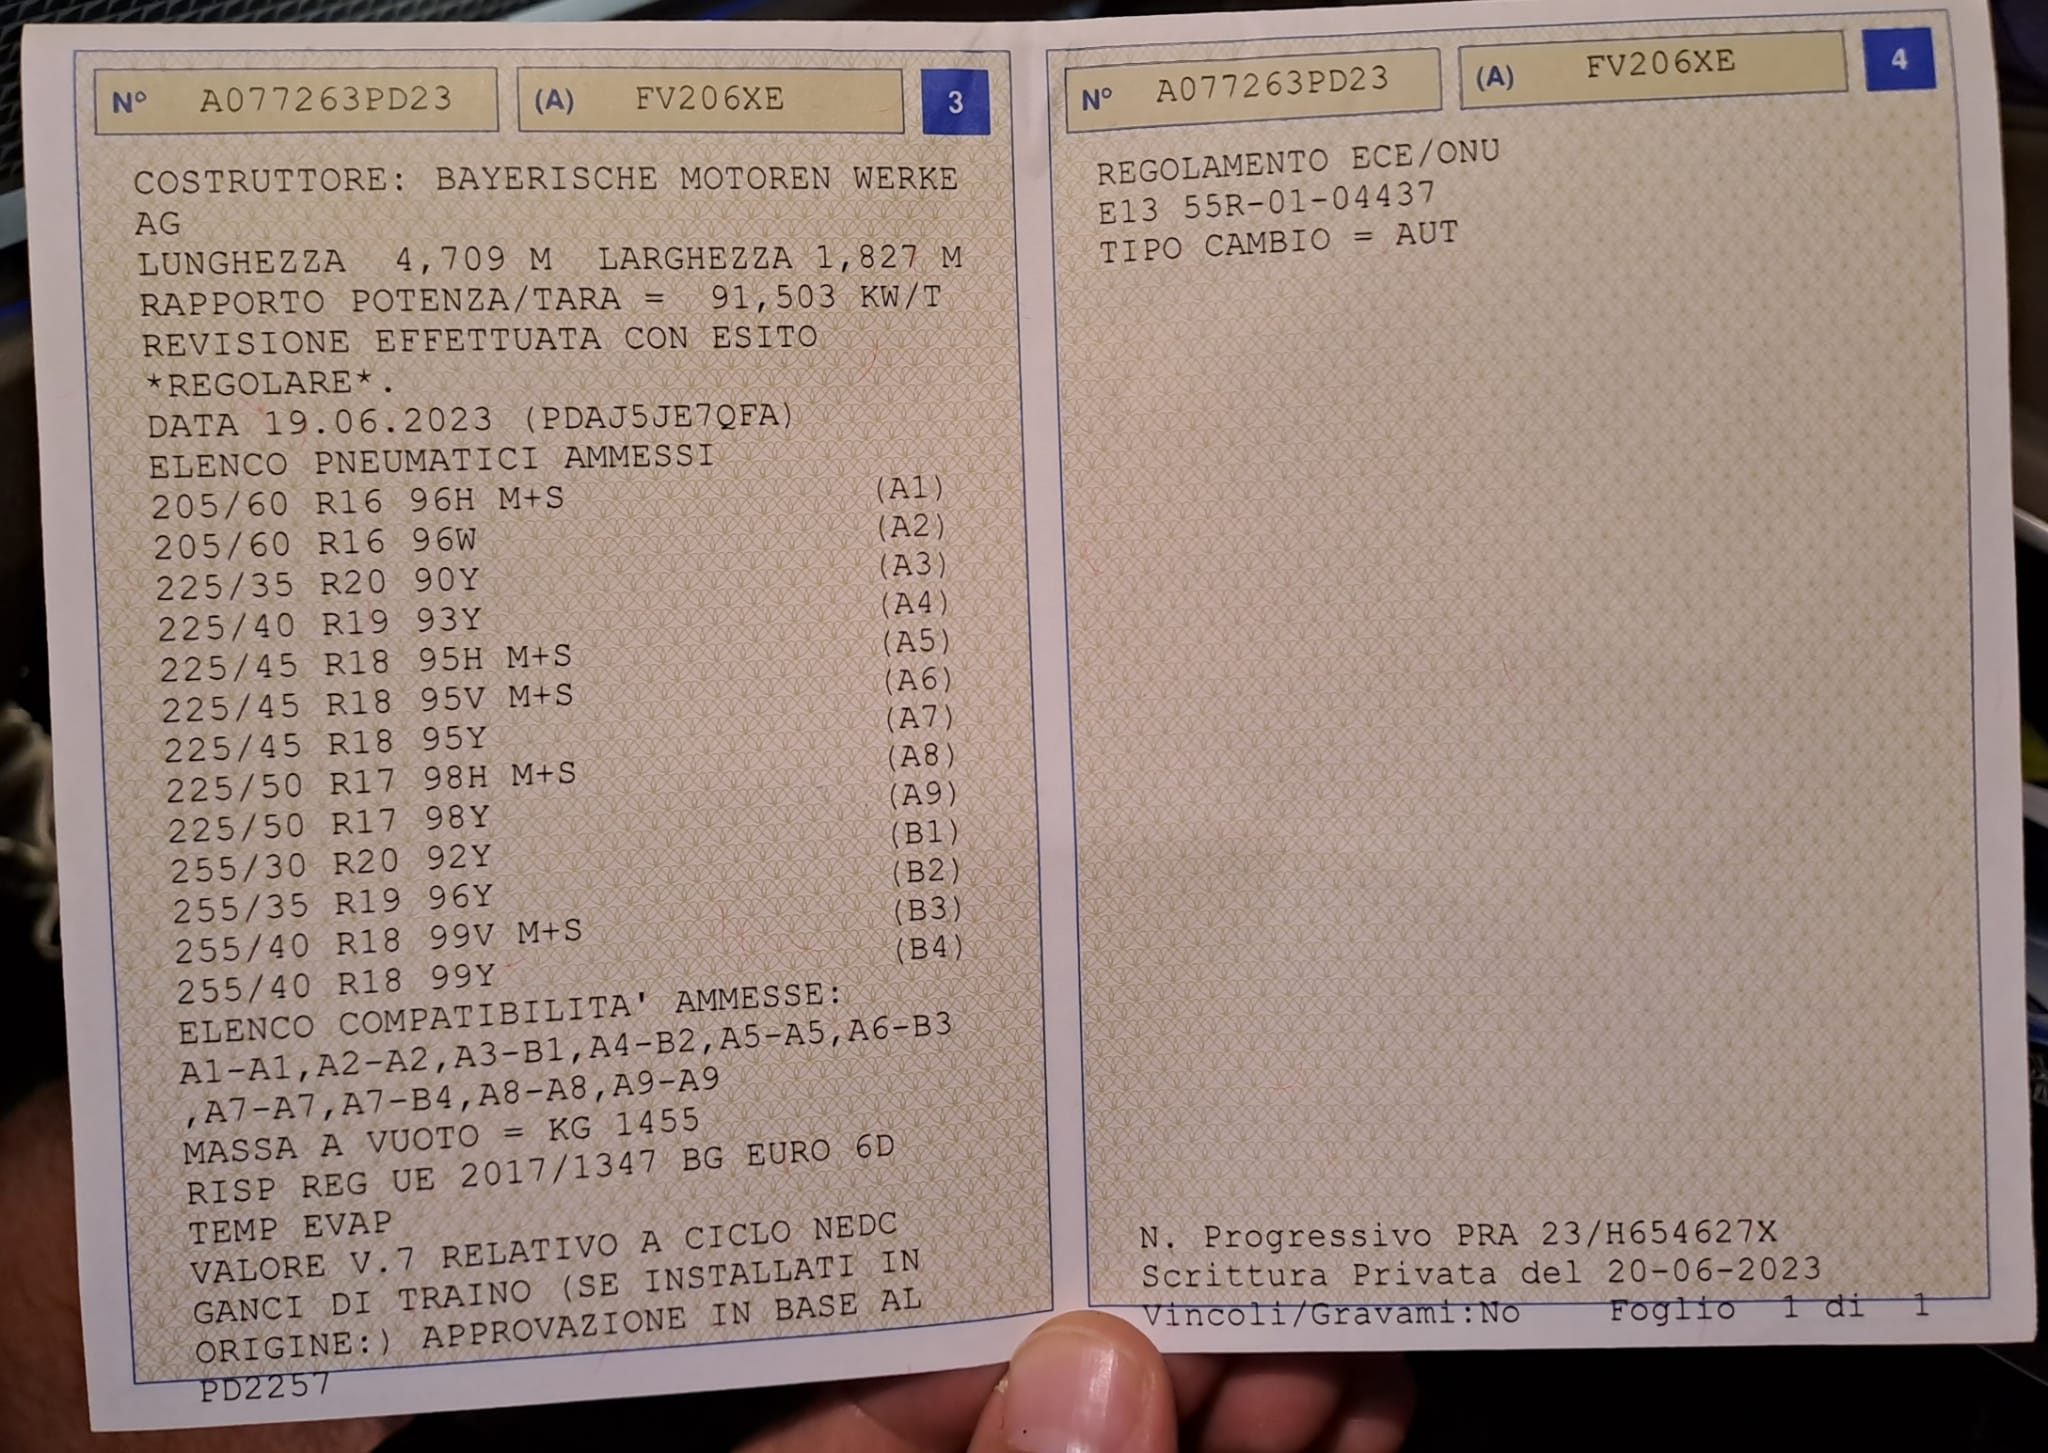 N° A077263PD23 (A) FV206XE 3
COSTRUTTORE: BAYERISCHE MOTOREN WERKE
AG
LUNGHEZZA 4,709 M LARGHEZZA 1,827 M
RAPPORTO POTENZA/TARA = 91,503 KW/T
REVISIONE EFFETTUATA CON ESITO
*REGOLARE*.
DATA 19.06.2023 (PDAJ5JE7QFA)
ELENCO PNEUMATICI AMMESSI
205/60 R16 96H M+S (A1)
205/60 R16 96W (A2)
225/35 R20 90Y (A3)
225/40 R19 93Y (A4)
225/45 R18 95H M+S (A5)
225/45 R18 95V M+S (A6)
225/45 R18 95Y (A7)
225/50 R17 98H M+S (A8)
225/50 R17 98Y (A9)
255/30 R20 92Y (B1)
255/35 R19 96Y (B2)
255/40 R18 99V M+S (B3)
255/40 R18 99Y (B4)
ELENCO COMPATIBILITA' AMMESSE:
A1-A1,A2-A2,A3-B1,A4-B2,A5-A5,A6-B3
,A7-A7,A7-B4,A8-A8,A9-A9
MASSA A VUOTO = KG 1455
RISP REG UE 2017/1347 BG EURO 6D
TEMP EVAP
VALORE V.7 RELATIVO A CICLO NEDC
GANCI DI TRAINO (SE INSTALLATI IN
ORIGINE:) APPROVAZIONE IN BASE AL
PD2257
N° A077263PD23 (A) FV206XE 4
REGOLAMENTO ECE/ONU
E13 55R-01-04437
TIPO CAMBIO = AUT
N. Progressivo PRA 23/H654627X
Scrittura Privata del 20-06-2023
Vincoli/Gravami:No Foglio 1 di 1